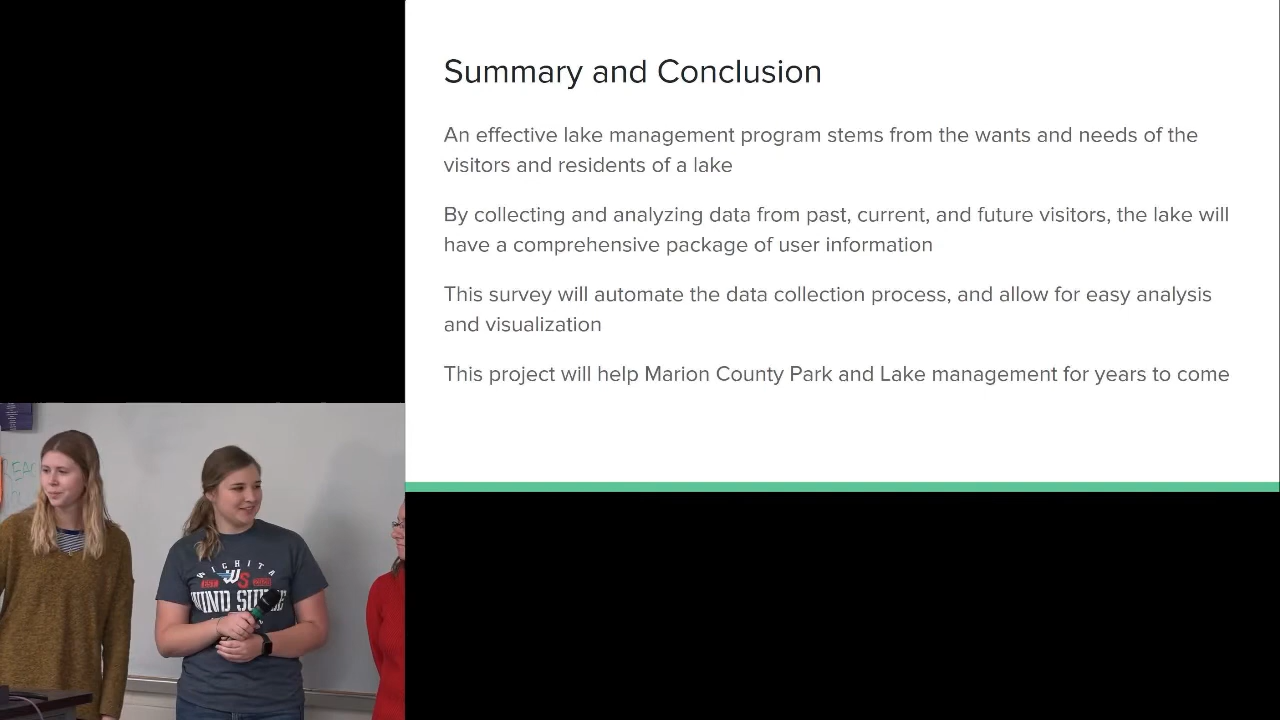 Summary and Conclusion
An effective lake management program stems from the wants and needs of the
visitors and residents of a lake
By collecting and analyzing data from past, current, and future visitors, the lake will
have a comprehensive package of user information
This survey will automate the data collection process, and allow for easy analysis
and visualization
This project will help Marion County Park and Lake management for years to come
WICHITA
WS
WIND SURGE